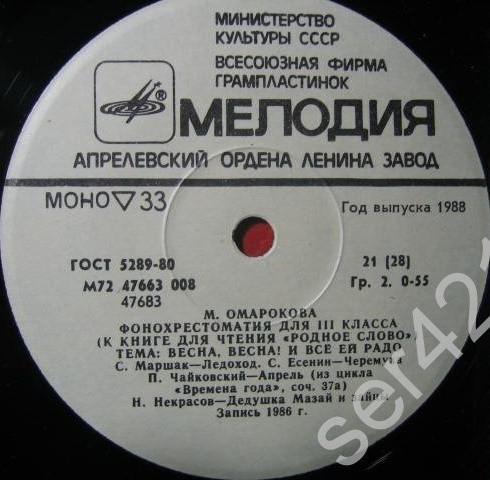 МИНИСТЕРСТВО
КУЛЬТУРЫ СССР
ВСЕСОЮЗНАЯ ФИРМА
ГРАМПЛАСТИНОК
®
МЕЛОДИЯ
АПРЕЛЕВСКИЙ ОРДЕНА ЛЕНИНА ЗАВОД
МОНО ▽ 33
Год выпуска 1988
ГОСТ 5289-80
21 (28)
М72 47663 008
Гр. 2. 0-55
47683
М. ОМАРОКОВА
ФОНОХРЕСТОМАТИЯ ДЛЯ III КЛАССА
(К КНИГЕ ДЛЯ ЧТЕНИЯ «РОДНОЕ СЛОВО»)
ТЕМА: ВЕСНА, ВЕСНА! И ВСЕ ЕЙ РАДО
С. Маршак—Ледоход. С. Есенин—Черемуха
П. Чайковский—Апрель (из цикла
«Времена года», соч. 37а)
Н. Некрасов—Дедушка Мазай и зайцы
Запись 1986 г.